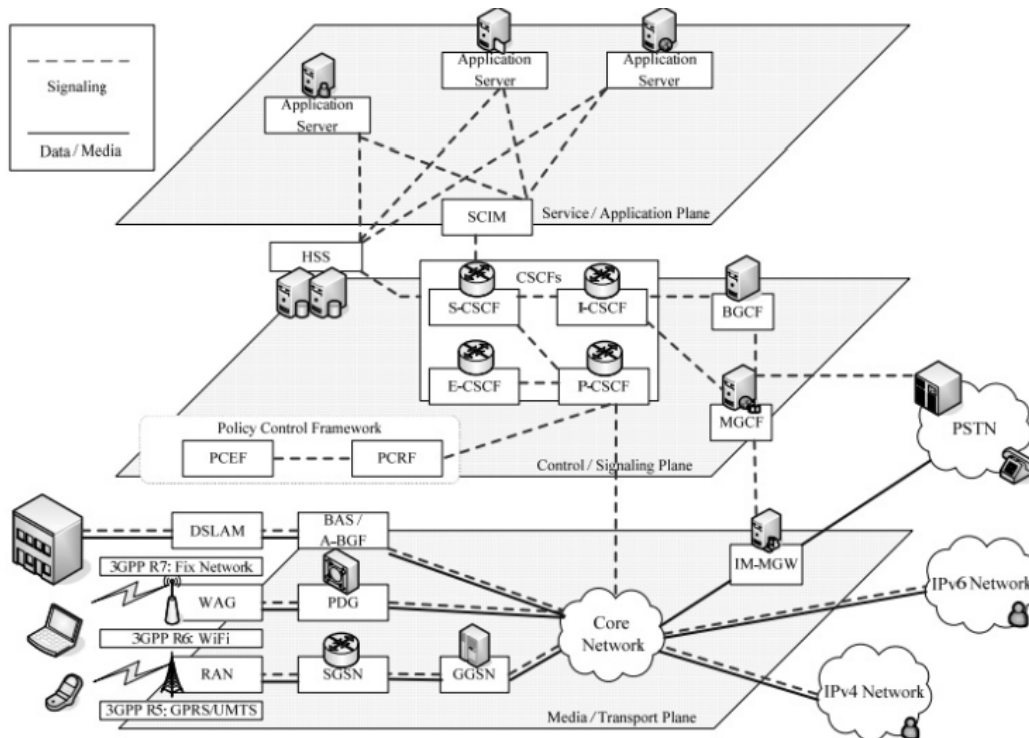 Signaling
Data / Media
Application
Server
Application
Server
Application
Server
SCIM
Service / Application Plane
HSS
CSCFs
S-CSCF
I-CSCF
BGCF
E-CSCF
P-CSCF
MGCF
PSTN
Policy Control Framework
PCEF
PCRF
Control / Signaling Plane
DSLAM
BAS /
A-BGF
IM-MGW
3GPP R7: Fix Network
WAG
PDG
Core
Network
IPv6 Network
3GPP R6: WiFi
RAN
SGSN
GGSN
IPv4 Network
3GPP R5: GPRS/UMTS
Media / Transport Plane